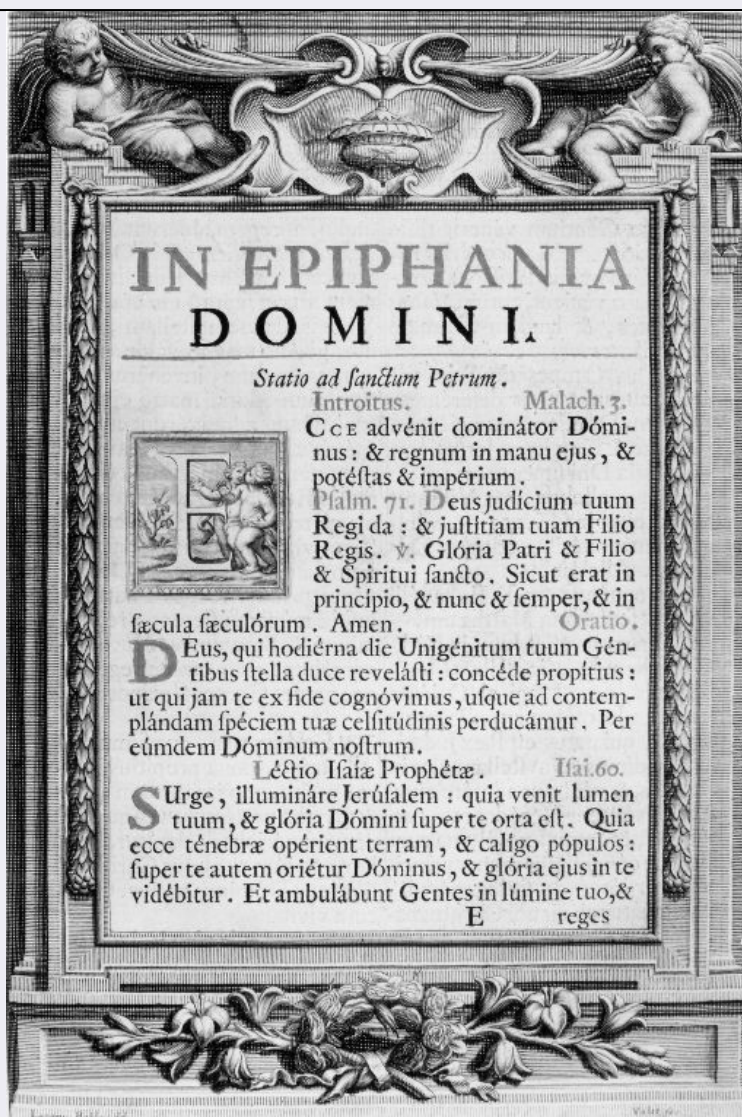 IN EPIPHANIA
DOMINI.
Statio ad ſanctum Petrum.
Introitus. Malach. 3.
ECCE advénit dominátor Dómi-
nus : & regnum in manu ejus, &
potéſtas & impérium.
Pſalm. 71. Deus judícium tuum
Regi da : & juſtítiam tuam Fílio
Regis. ℣. Glória Patri & Fílio
& Spiritui ſancto. Sicut erat in
princípio, & nunc & ſemper, & in
ſæcula ſæculórum. Amen. Oratio.
DEus, qui hodiérna die Unigénitum tuum Gén-
tibus ſtella duce revelásti : concéde propítius :
ut qui jam te ex fide cognóvimus, uſque ad contem-
plándam ſpéciem tuæ celſitúdinis perducámur. Per
eúmdem Dóminum noſtrum.
Léctio Iſaíæ Prophétæ. Iſai. 60.
SUrge, illumináre Jerúſalem : quia venit lumen
tuum, & glória Dómini ſuper te orta eſt. Quia
ecce ténebræ opérient terram, & calígo pópulos :
ſuper te autem oriétur Dóminus, & glória ejus in te
vidébitur. Et ambulábunt Gentes in lúmine tuo, &
E reges